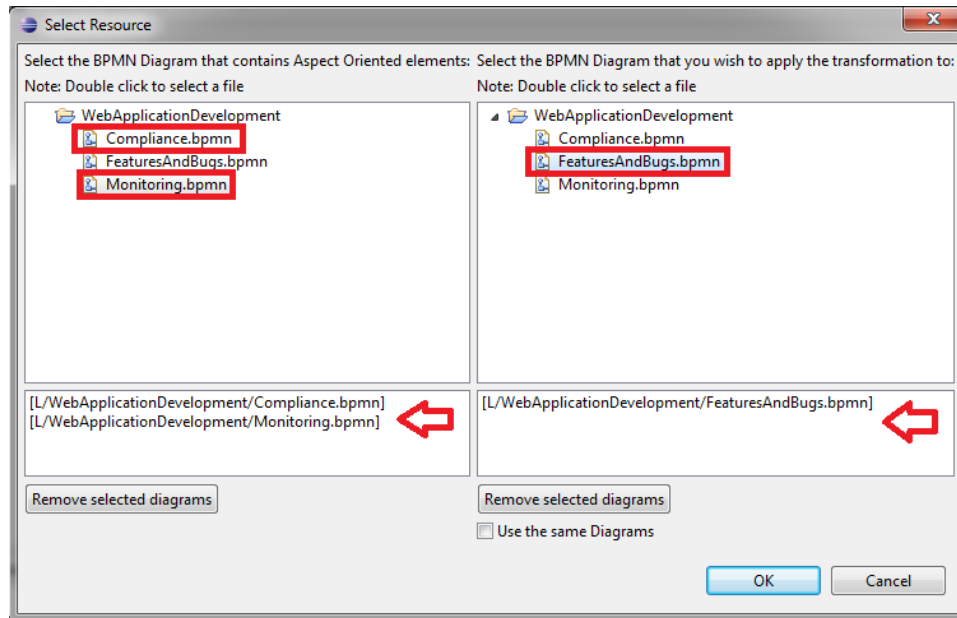 Select Resource
Select the BPMN Diagram that contains Aspect Oriented elements:
Note: Double click to select a file
WebApplicationDevelopment
Compliance.bpmn
FeaturesAndBugs.bpmn
Monitoring.bpmn
[L/WebApplicationDevelopment/Compliance.bpmn]
[L/WebApplicationDevelopment/Monitoring.bpmn]
Remove selected diagrams
Select the BPMN Diagram that you wish to apply the transformation to:
Note: Double click to select a file
WebApplicationDevelopment
Compliance.bpmn
FeaturesAndBugs.bpmn
Monitoring.bpmn
[L/WebApplicationDevelopment/FeaturesAndBugs.bpmn]
Remove selected diagrams
Use the same Diagrams
OK
Cancel